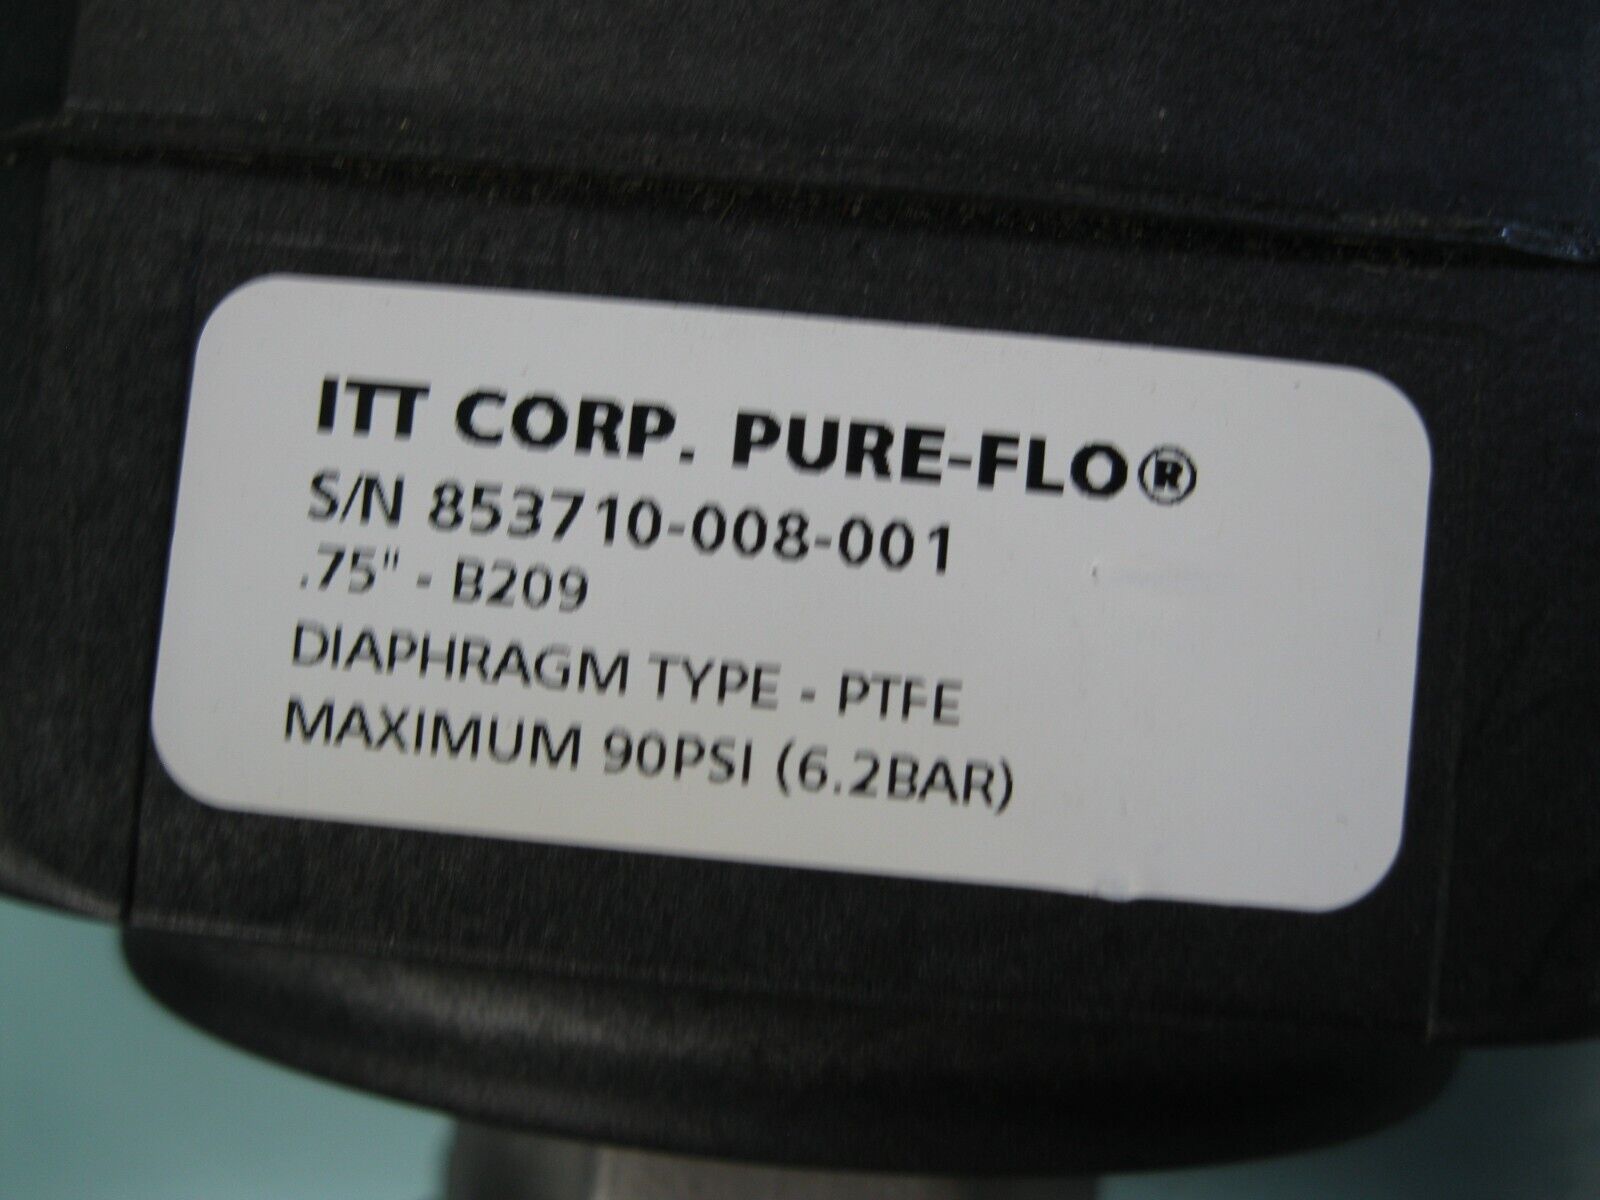 ITT CORP. PURE-FLO®
S/N 853710-008-001
.75" - B209
DIAPHRAGM TYPE - PTFE
MAXIMUM 90PSI (6.2BAR)